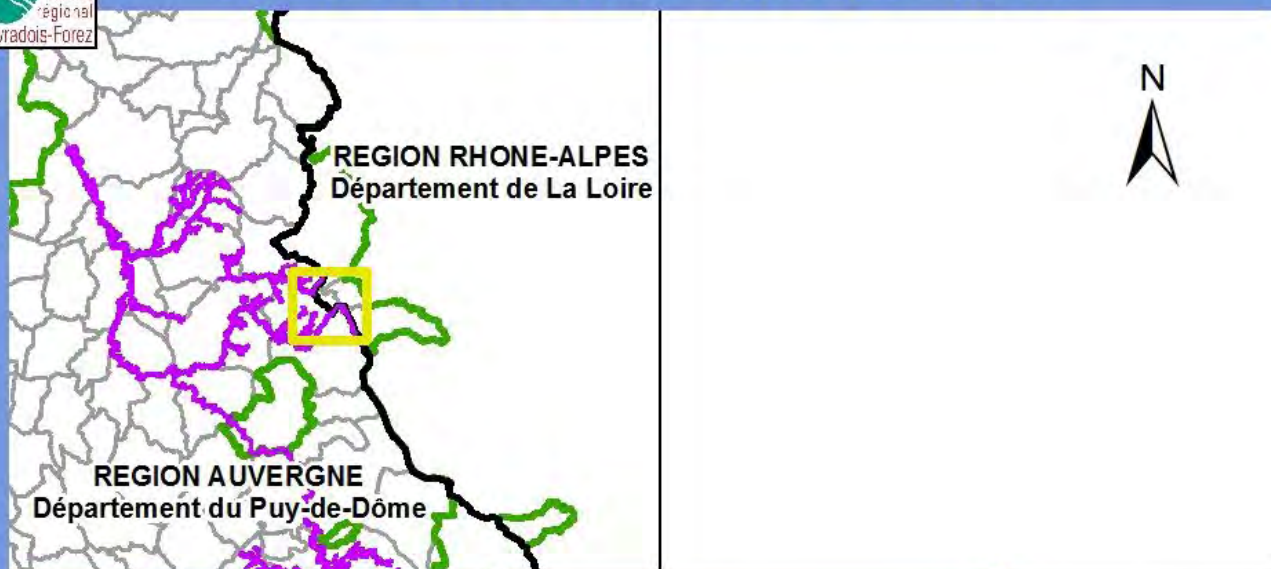 régional
vradois-Forez
N
REGION RHONE-ALPES
Département de La Loire
REGION AUVERGNE
Département du Puy-de-Dôme